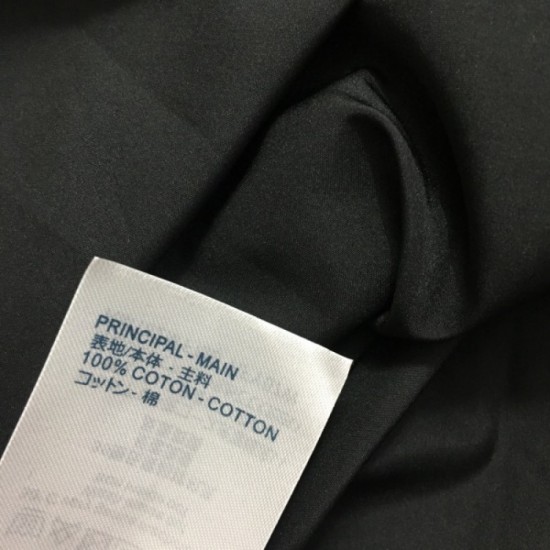 PRINCIPAL - MAIN
表地/本体 - 主料
100% COTON - COTTON
コットン - 棉